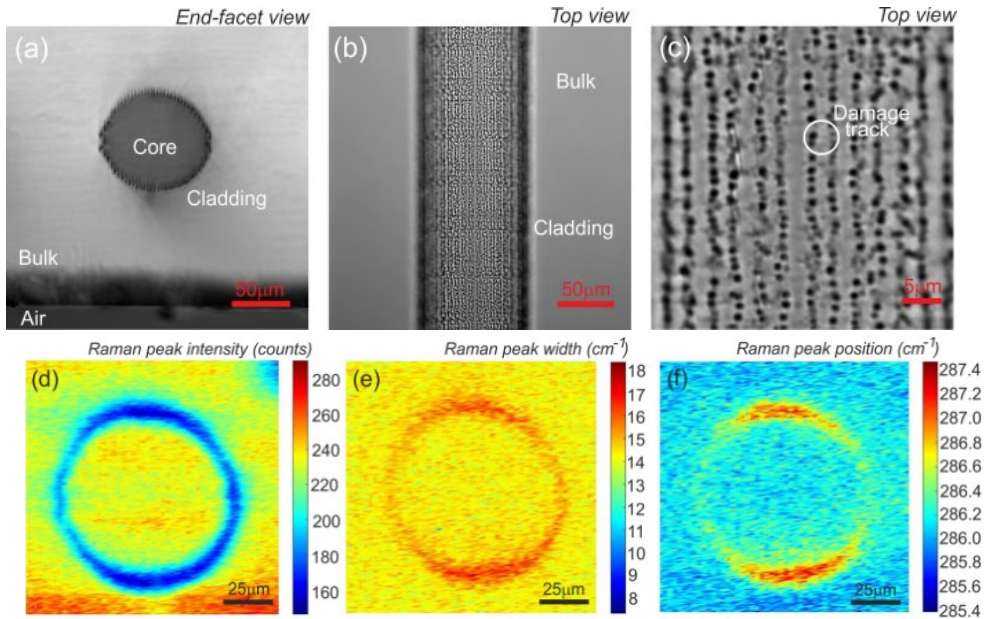 End-facet view
Top view
Top view
(a)
(b)
(c)
Core
Cladding
Bulk
50µm
Air
Bulk
Cladding
50µm
Damage
track
5µm
Raman peak intensity (counts)
Raman peak width (cm⁻¹)
Raman peak position (cm⁻¹)
(d)
(e)
(f)
280
260
240
220
200
180
160
25µm
18
17
16
15
14
13
12
11
10
9
8
25µm
287.4
287.2
287.0
286.8
286.6
286.4
286.2
286.0
285.8
285.6
285.4
25µm